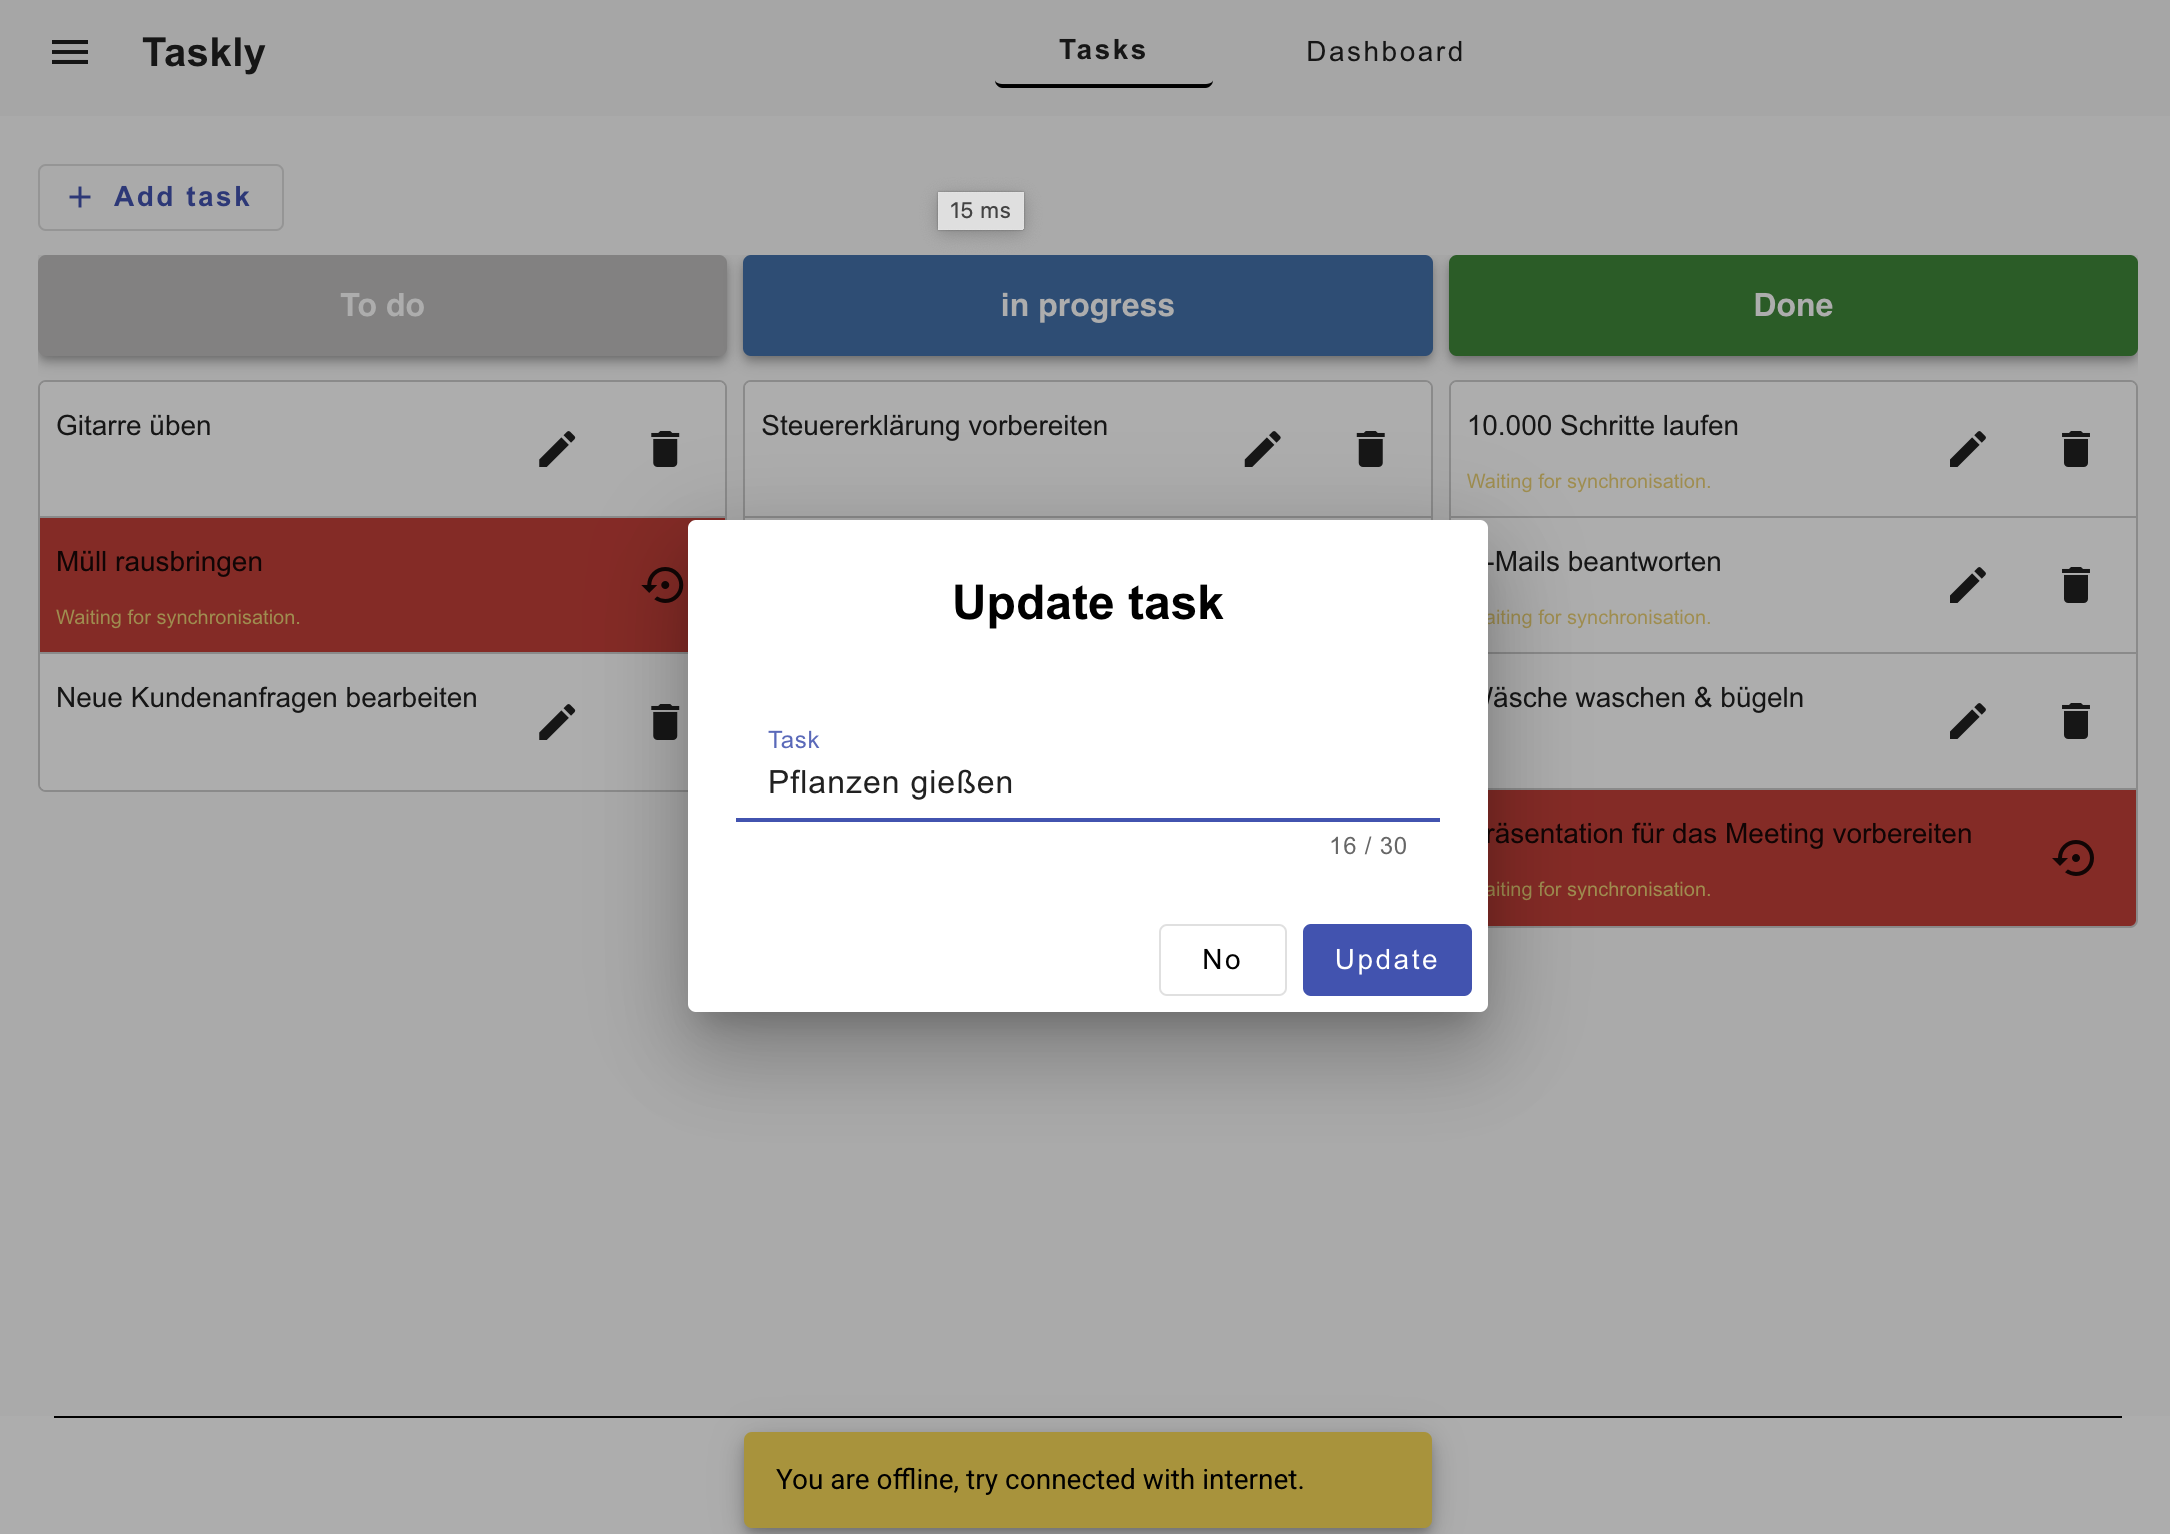 Taskly
Tasks
Dashboard
Add task
15 ms
To do
in progress
Done
Gitarre üben
Steuererklärung vorbereiten
10.000 Schritte laufen
Waiting for synchronisation.
Müll rausbringen
Waiting for synchronisation.
-Mails beantworten
aiting for synchronisation.
Neue Kundenanfragen bearbeiten
äsche waschen & bügeln
räsentation für das Meeting vorbereiten
aiting for synchronisation.
Update task
Task
Pflanzen gießen
16 / 30
No
Update
You are offline, try connected with internet.